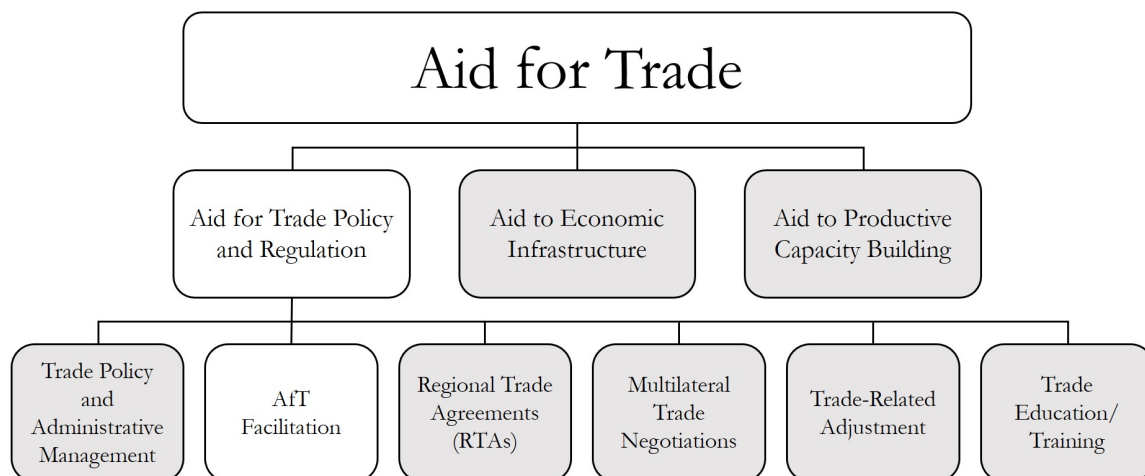 Aid for Trade
Aid for Trade Policy
and Regulation
Aid to Economic
Infrastructure
Aid to Productive
Capacity Building
Trade Policy
and
Administrative
Management
AfT
Facilitation
Regional Trade
Agreements
(RTAs)
Multilateral
Trade
Negotiations
Trade-Related
Adjustment
Trade
Education/
Training